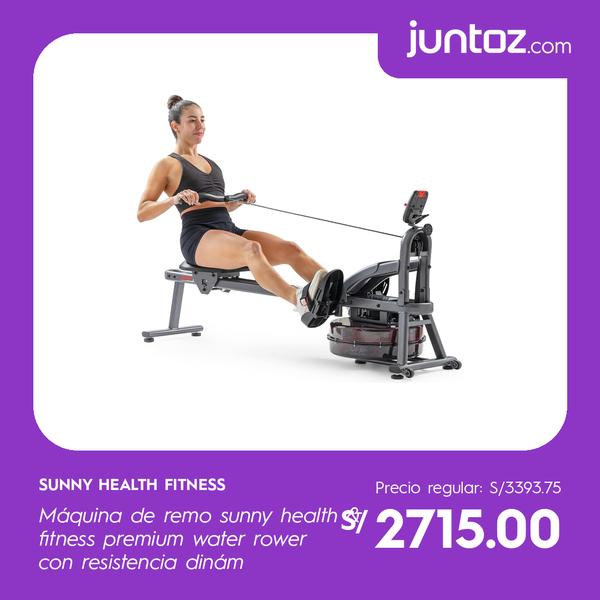 juntoz.com
SUNNY HEALTH FITNESS
Máquina de remo sunny health &
fitness premium water rower
con resistencia dinám
Precio regular: S/3393.75
S/ 2715.00